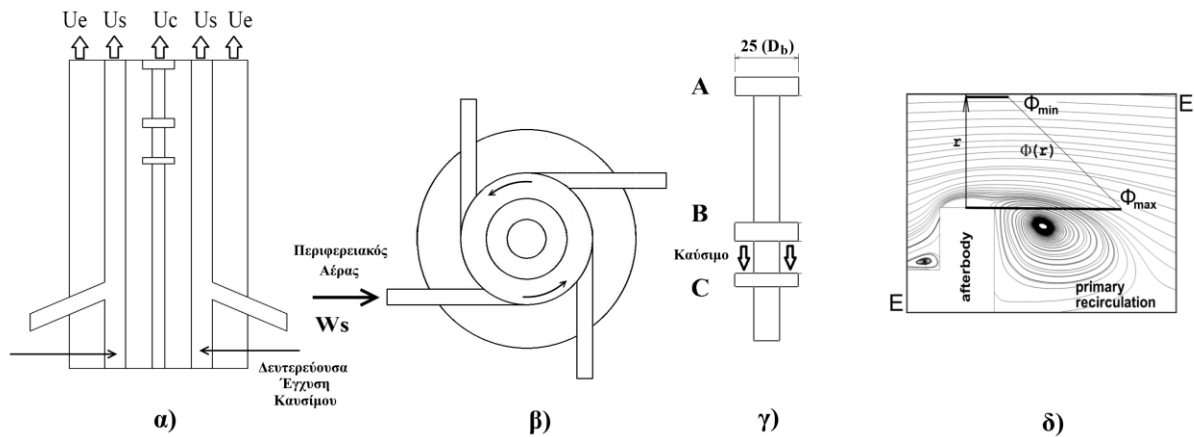 Ue Us Uc Us Ue
Δευτερεύουσα
Έγχυση
Καυσίμου
α)
Περιφερειακός
Αέρας
Ws
β)
25 (Db)
A
B
Καύσιμο
C
γ)
E
Φmin
r
Φ(r)
Φmax
afterbody
primary
recirculation
E
δ)